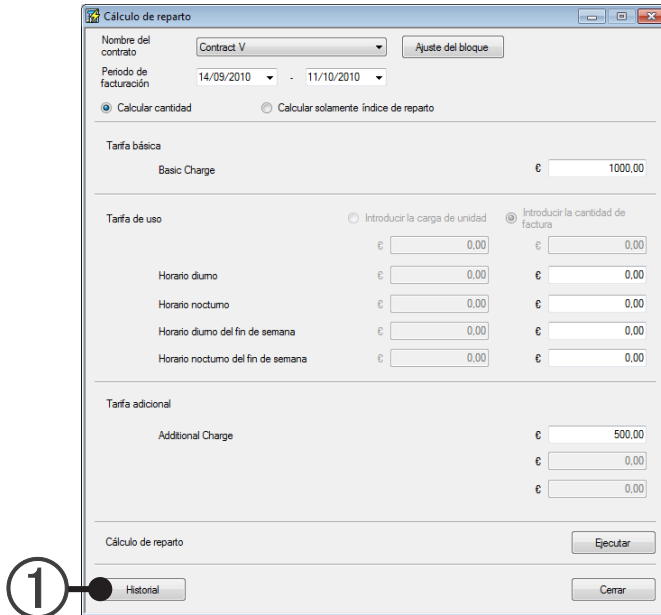 Cálculo de reparto
Nombre del contrato
Contract V
Ajuste del bloque
Periodo de facturación
14/09/2010 - 11/10/2010
Calcular cantidad
Calcular solamente índice de reparto
Tarifa básica
Basic Charge € 1000,00
Tarifa de uso
Introducir la carga de unidad
Introducir la cantidad de factura
€ 0,00 € 0,00
Horario diurno € 0,00 € 0,00
Horario nocturno € 0,00 € 0,00
Horario diurno del fin de semana € 0,00 € 0,00
Horario nocturno del fin de semana € 0,00 € 0,00
Tarifa adicional
Additional Charge € 500,00
€ 0,00
€ 0,00
Cálculo de reparto
Ejecutar
1
Historial
Cerrar